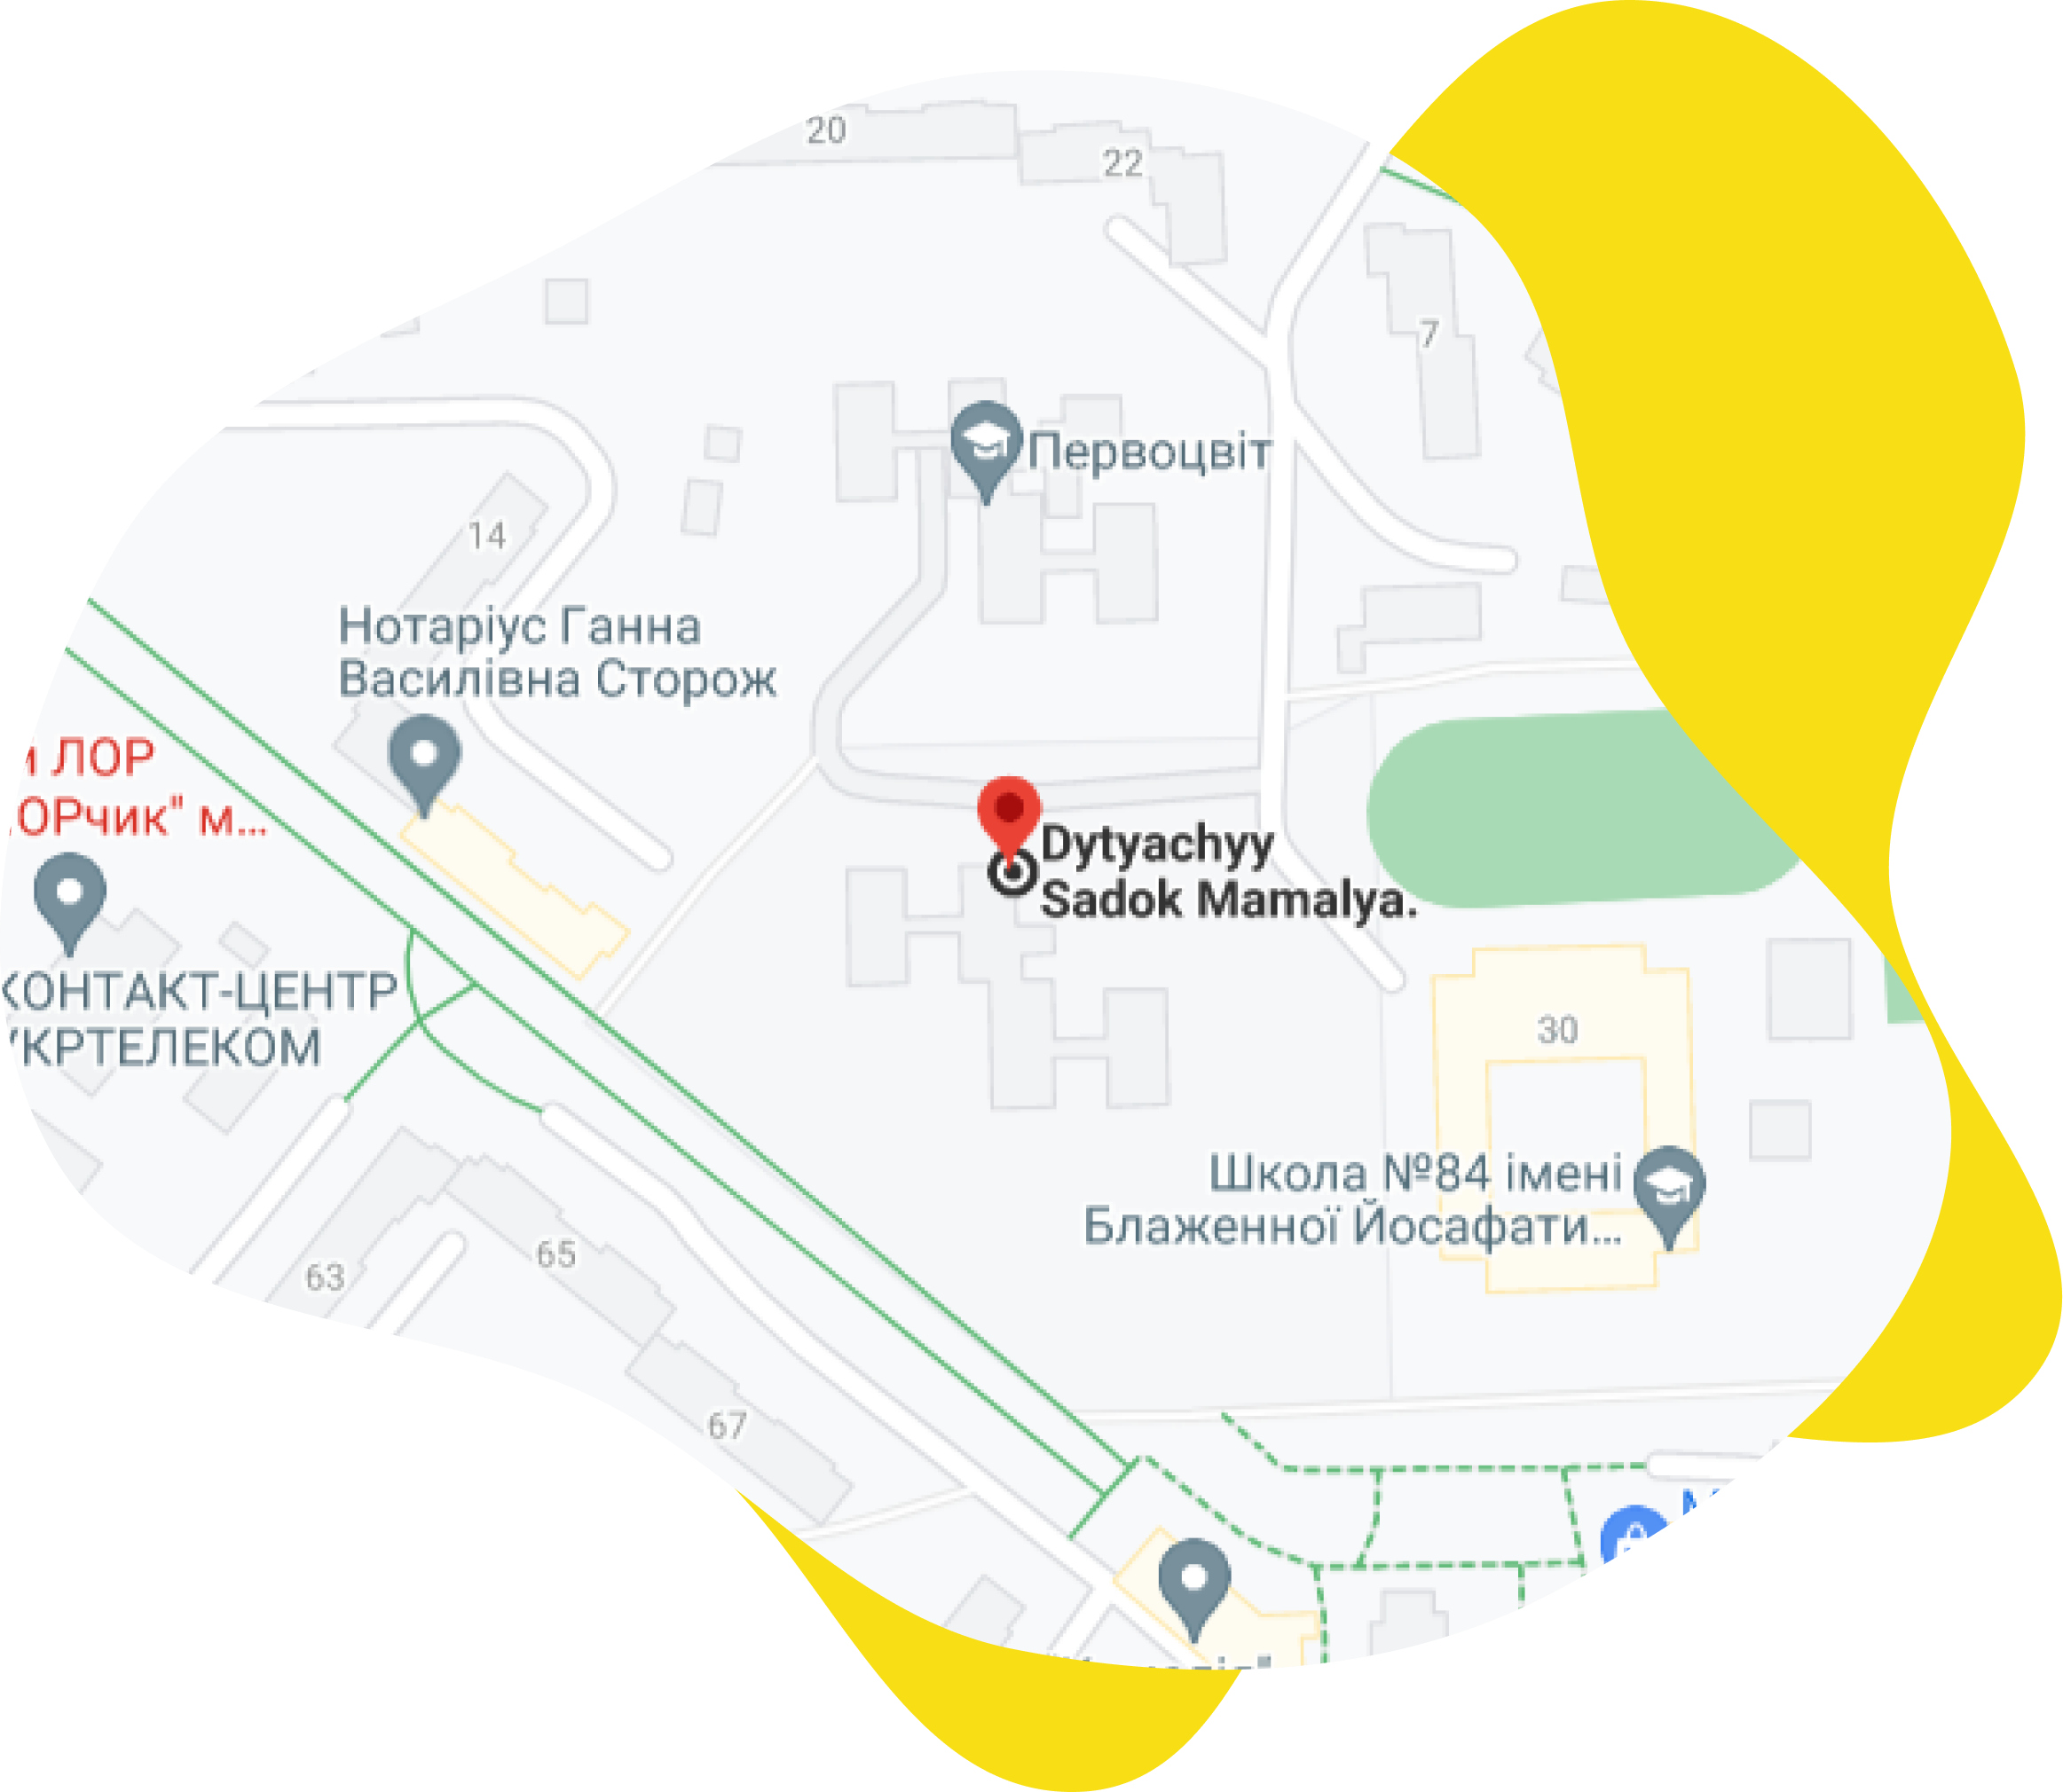 20
22
7
Первоцвіт
14
Нотаріус Ганна
Василівна Сторож
ЛОР
ОРчик" м...
Dytyachyy
Sadok Mamalya.
КОНТАКТ-ЦЕНТР
УКРТЕЛЕКОМ
30
Школа №84 імені
Блаженної Йосафати...
63
65
67